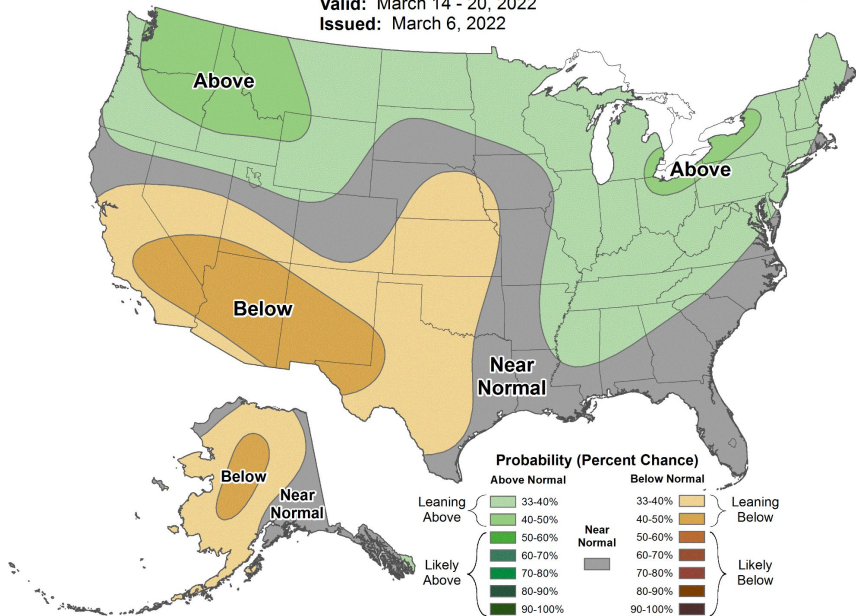 Valid: March 14 - 20, 2022
Issued: March 6, 2022
Above
Above
Below
Near
Normal
Below
Near
Normal
Probability (Percent Chance)
Above Normal
Below Normal
Leaning
Above
33-40%
40-50%
Likely
Above
50-60%
60-70%
70-80%
80-90%
90-100%
Near
Normal
33-40%
40-50%
Leaning
Below
50-60%
60-70%
70-80%
80-90%
90-100%
Likely
Below